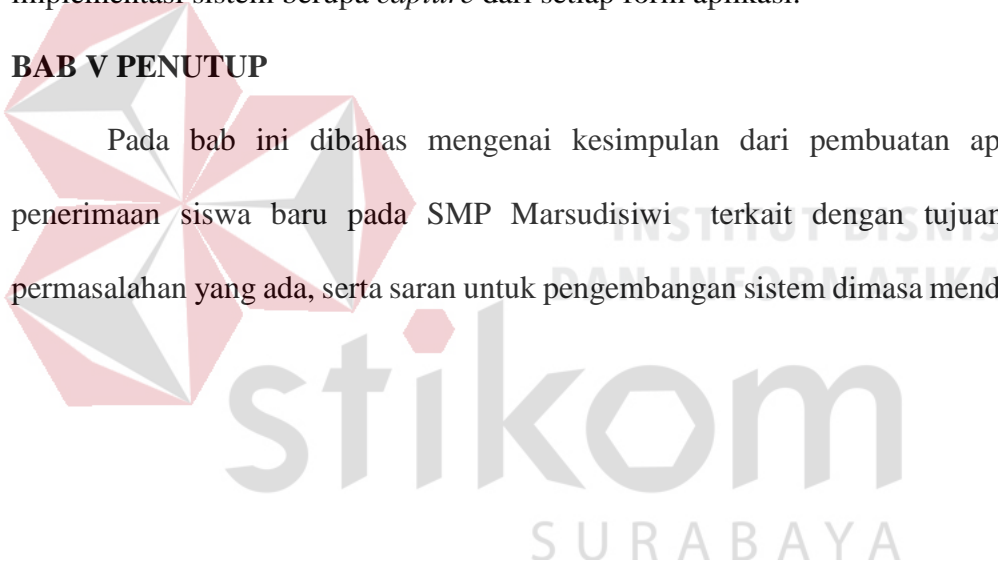 implementasi sistem berupa capture dari setiap form aplikasi.
BAB V PENUTUP
Pada bab ini dibahas mengenai kesimpulan dari pembuatan ap
penerimaan siswa baru pada SMP Marsudisiwi terkait dengan tujuan
permasalahan yang ada, serta saran untuk pengembangan sistem dimasa mend
INSTITUT BISNIS
DAN INFORMATIKA
stikom
SURABAYA